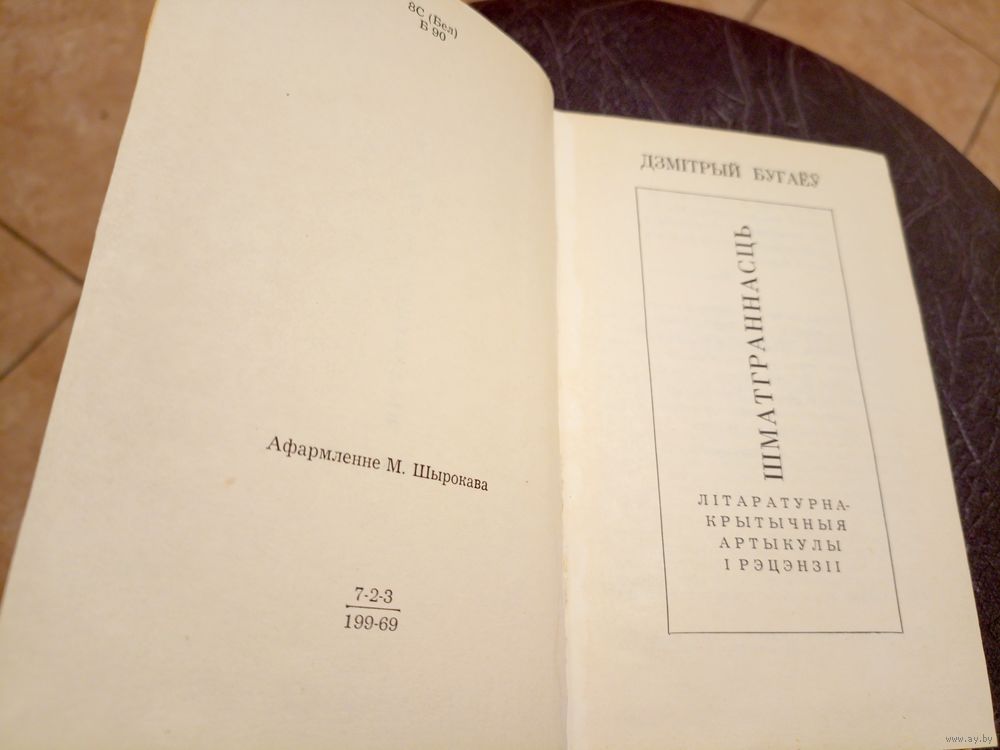 8С (Бел)
Б 90
Афармленне М. Шырокава
7-2-3
199-69
ДЗМІТРЫЙ БУГАЁЎ
ШМАТГРАННАСЦЬ
ЛІТАРАТУРНА-
КРЫТЫЧНЫЯ
АРТЫКУЛЫ
І РЭЦЭНЗІІ
www.ay.by